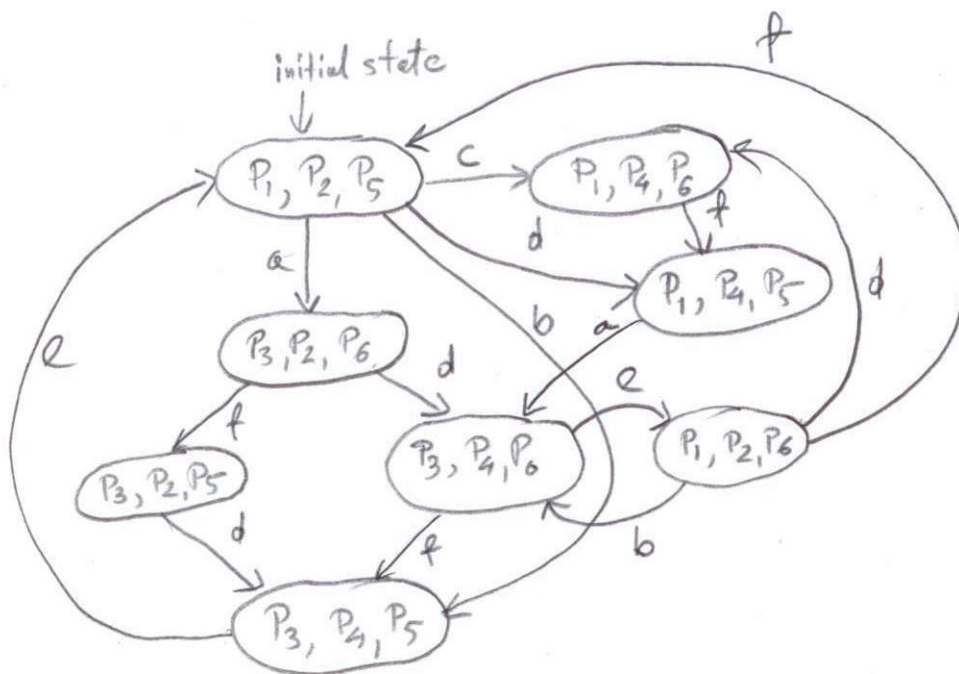 initial state
f
P1, P2, P5
c
P1, P4, P6
d
f
a
P1, P4, P5
d
b
a
e
P3, P2, P6
d
e
f
P3, P4, P6
P1, P2, P6
P3, P2, P5
d
f
b
P3, P4, P5